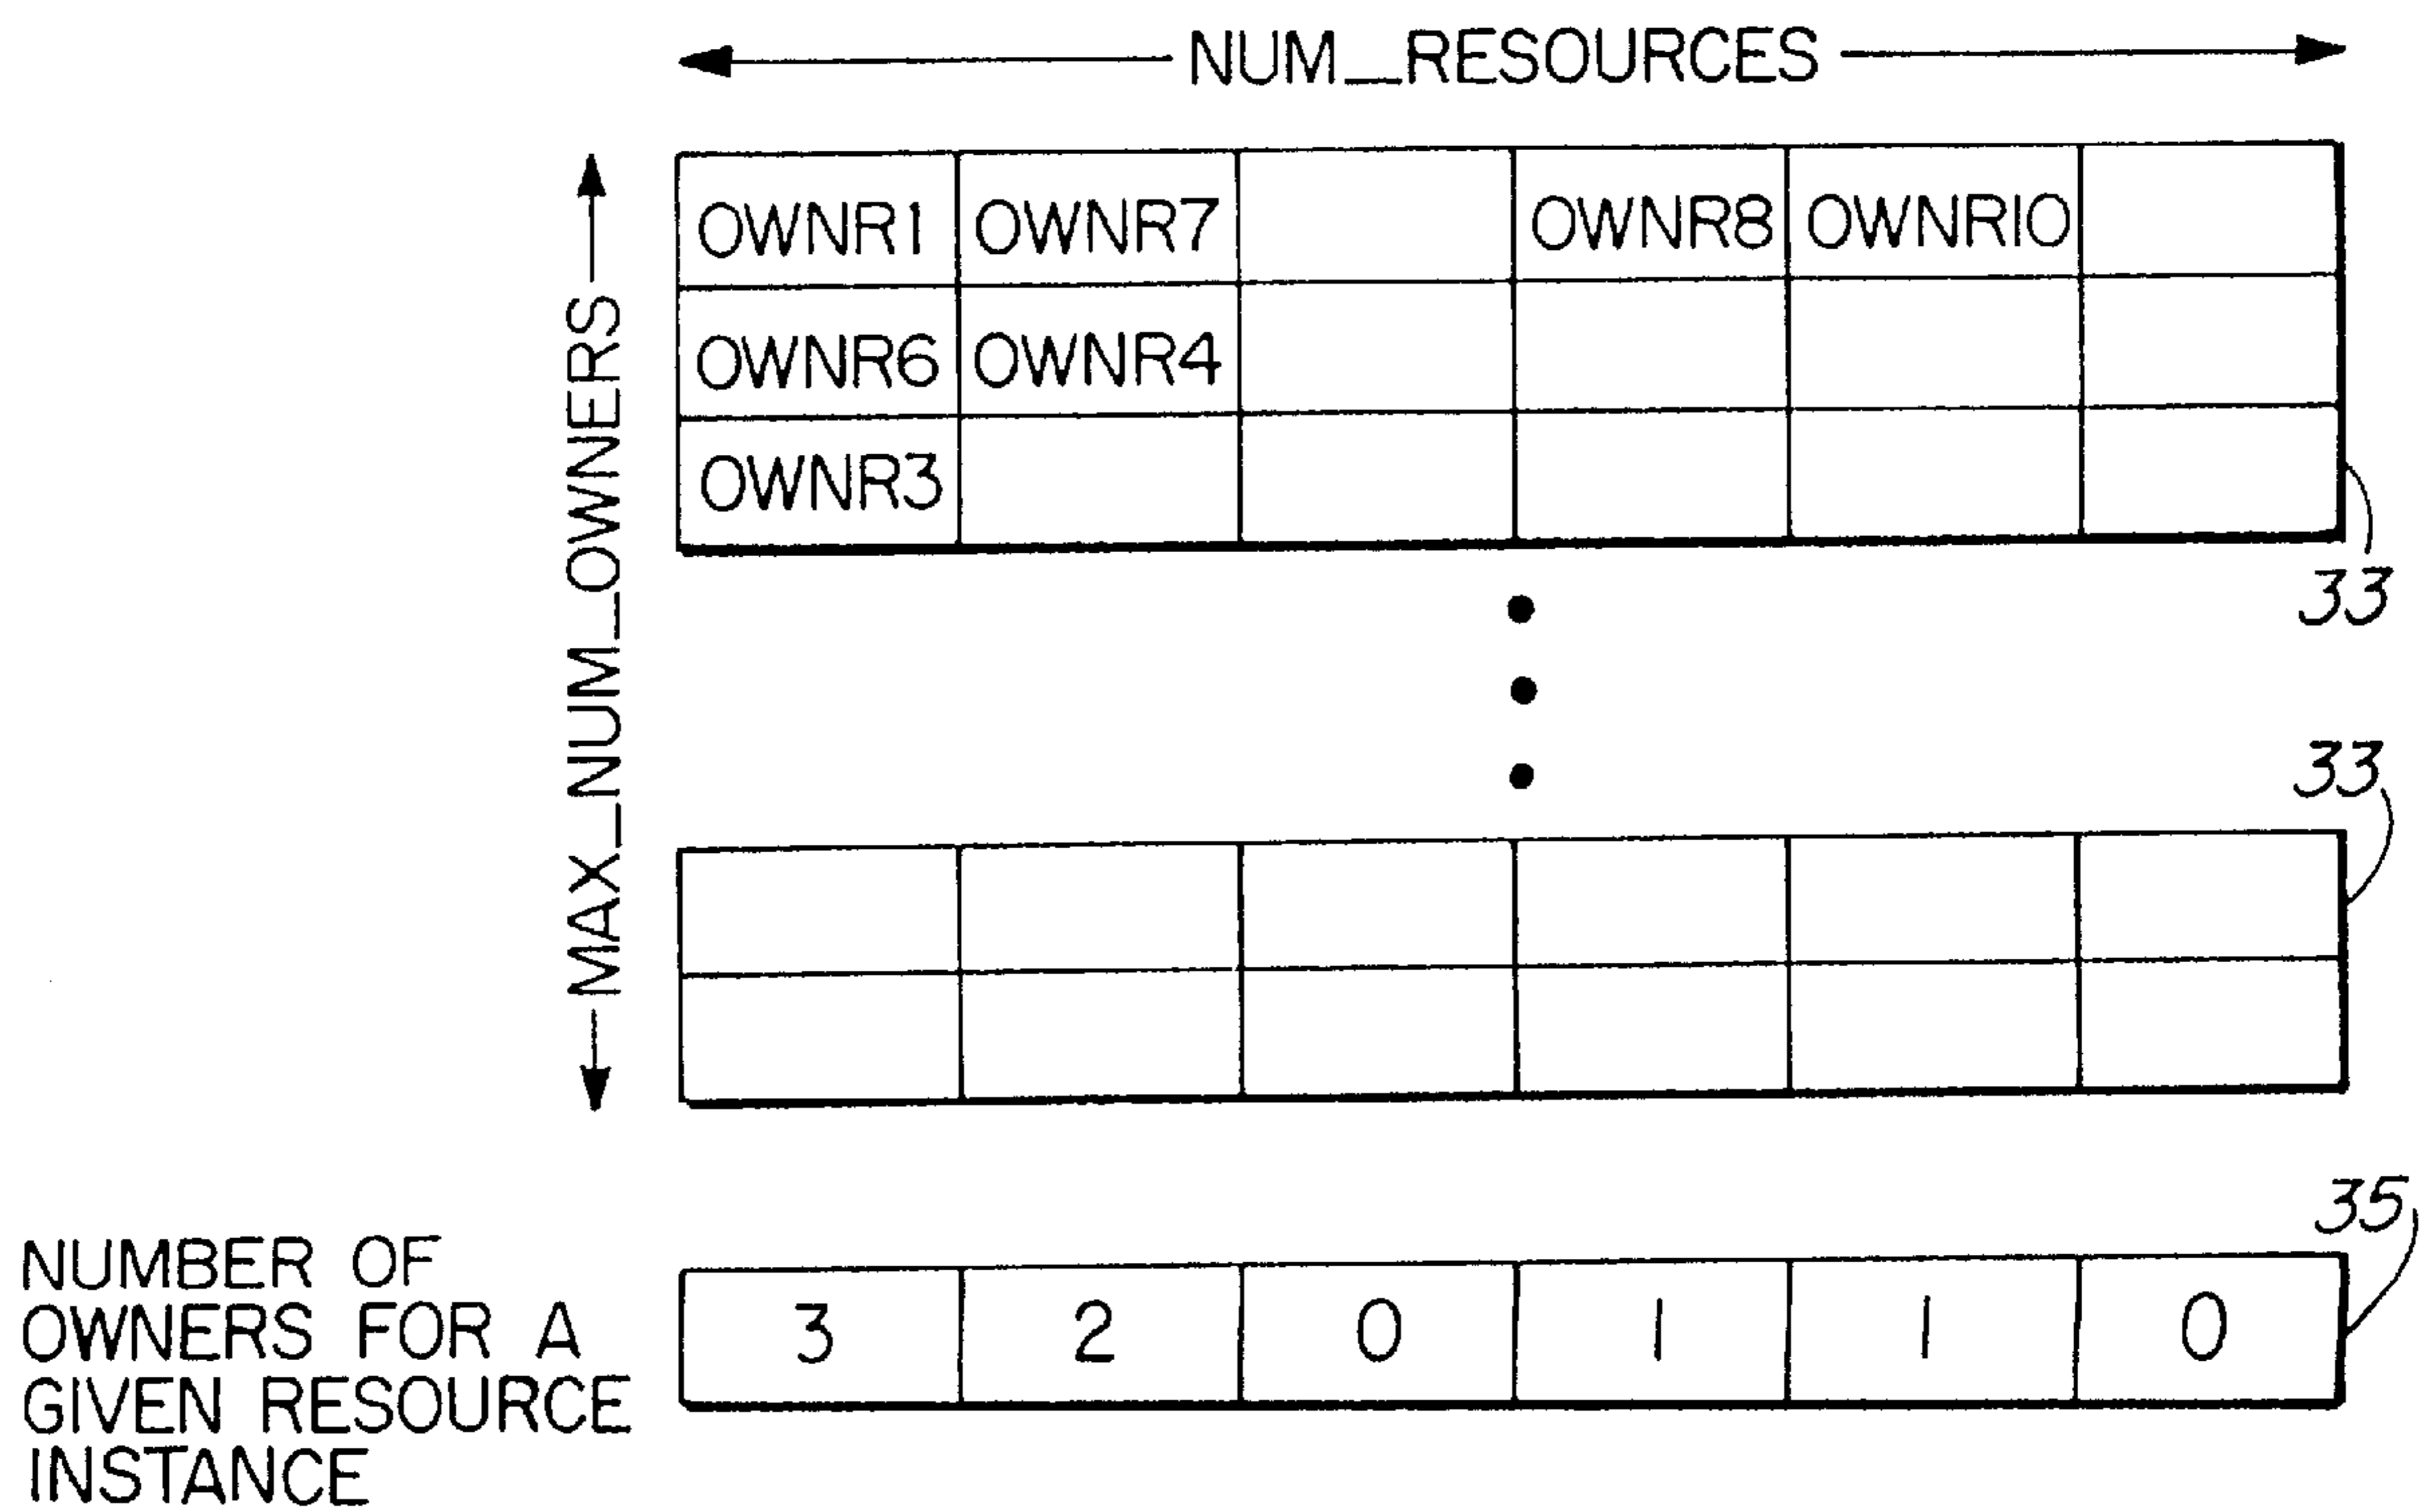 NUM_RESOURCES
MAX_NUM_OWNERS
OWNR1 OWNR7 OWNR8 OWNR10
OWNR6 OWNR4
OWNR3
33
33
35
NUMBER OF
OWNERS FOR A
GIVEN RESOURCE
INSTANCE
3 2 0 1 1 0